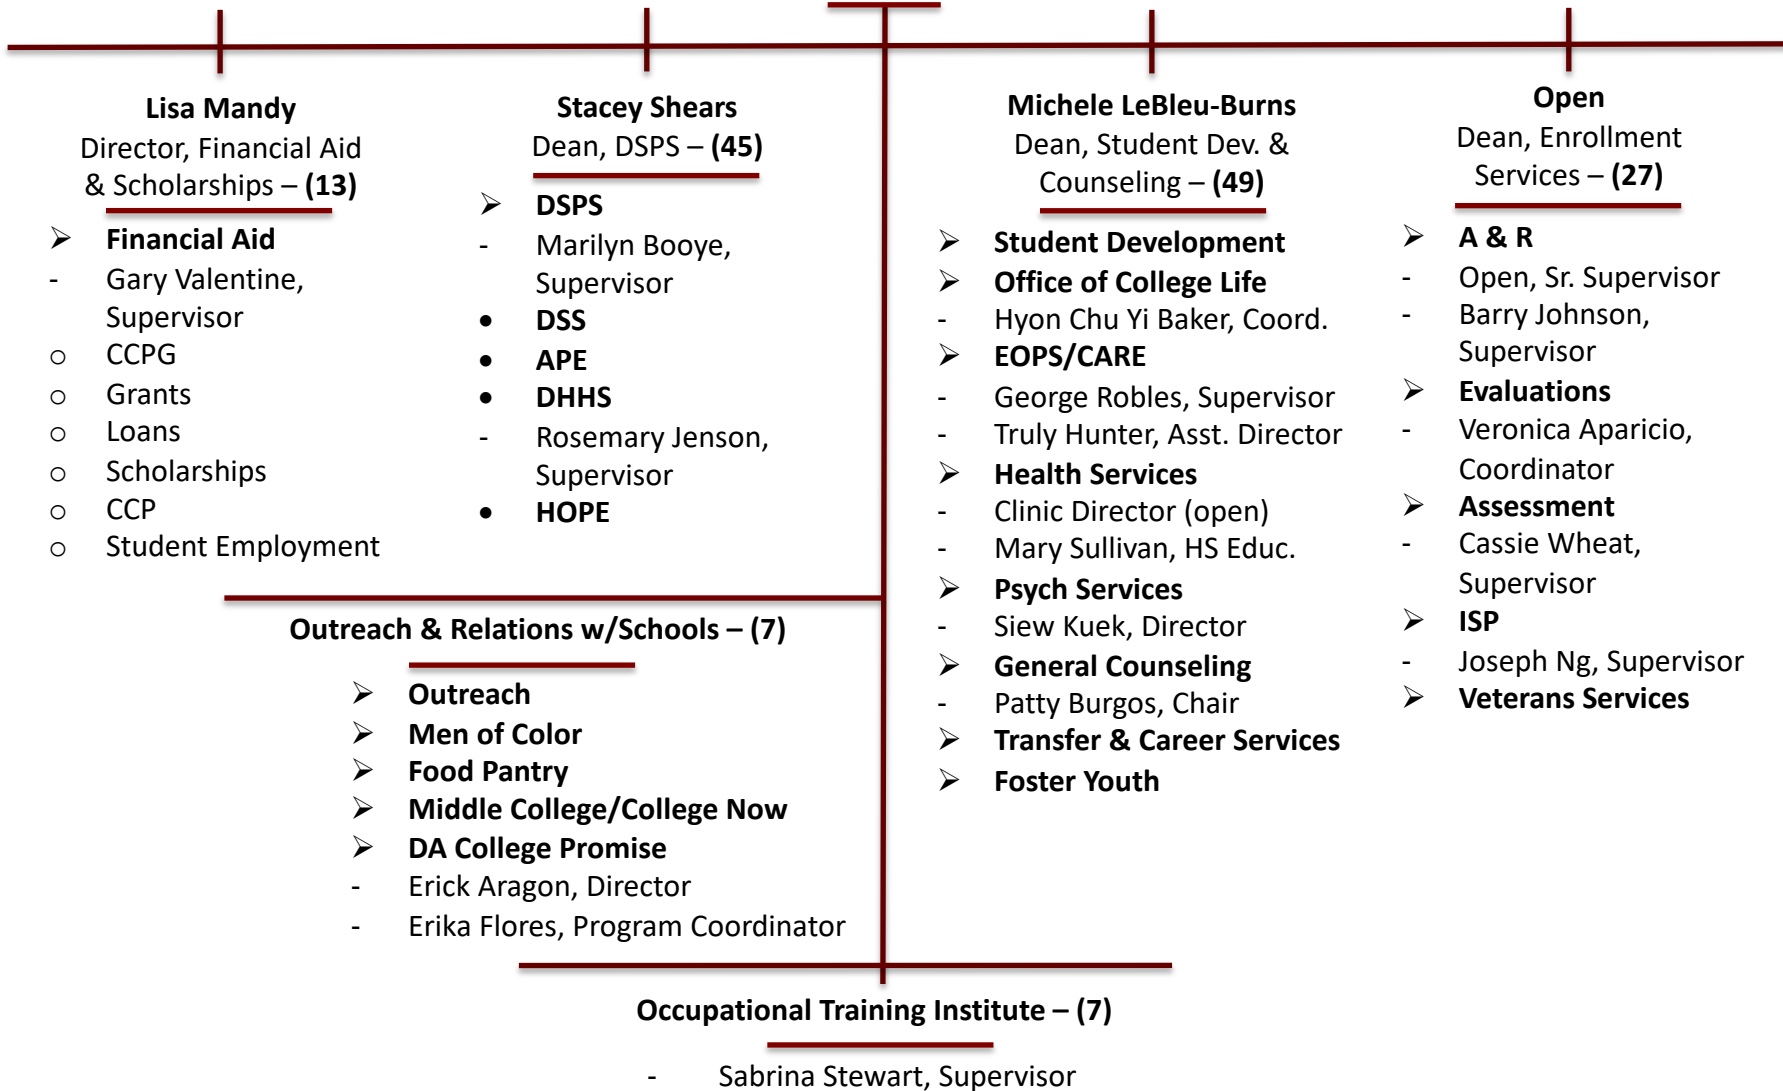 Lisa Mandy
Director, Financial Aid
& Scholarships – (13)
➢ Financial Aid
- Gary Valentine,
Supervisor
○ CCPG
○ Grants
○ Loans
○ Scholarships
○ CCP
○ Student Employment
Stacey Shears
Dean, DSPS – (45)
➢ DSPS
- Marilyn Booye,
Supervisor
• DSS
• APE
• DHHS
- Rosemary Jenson,
Supervisor
• HOPE
Michele LeBleu-Burns
Dean, Student Dev. &
Counseling – (49)
➢ Student Development
➢ Office of College Life
- Hyon Chu Yi Baker, Coord.
➢ EOPS/CARE
- George Robles, Supervisor
- Truly Hunter, Asst. Director
➢ Health Services
- Clinic Director (open)
- Mary Sullivan, HS Educ.
➢ Psych Services
- Siew Kuek, Director
➢ General Counseling
- Patty Burgos, Chair
➢ Transfer & Career Services
➢ Foster Youth
Open
Dean, Enrollment
Services – (27)
➢ A & R
- Open, Sr. Supervisor
- Barry Johnson,
Supervisor
➢ Evaluations
- Veronica Aparicio,
Coordinator
➢ Assessment
- Cassie Wheat,
Supervisor
➢ ISP
- Joseph Ng, Supervisor
➢ Veterans Services
Outreach & Relations w/Schools – (7)
➢ Outreach
➢ Men of Color
➢ Food Pantry
➢ Middle College/College Now
➢ DA College Promise
- Erick Aragon, Director
- Erika Flores, Program Coordinator
Occupational Training Institute – (7)
- Sabrina Stewart, Supervisor